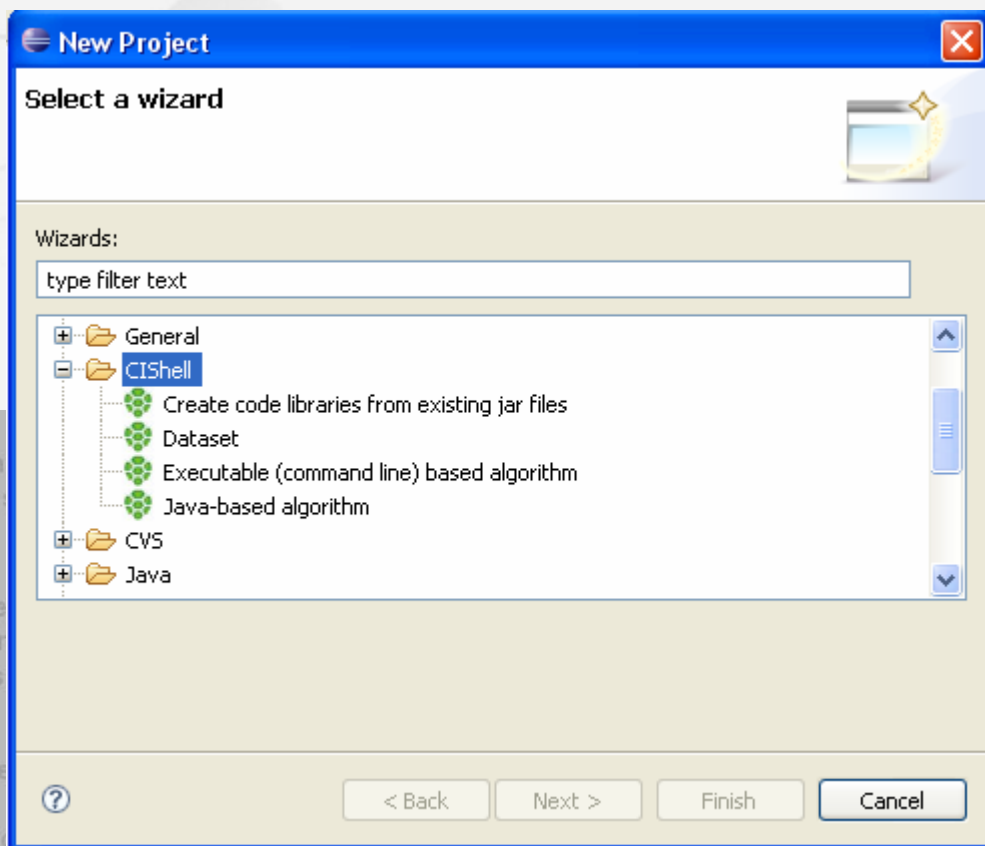 New Project
Select a wizard
Wizards:
type filter text
General
CIShell
Create code libraries from existing jar files
Dataset
Executable (command line) based algorithm
Java-based algorithm
CVS
Java
? < Back Next > Finish Cancel